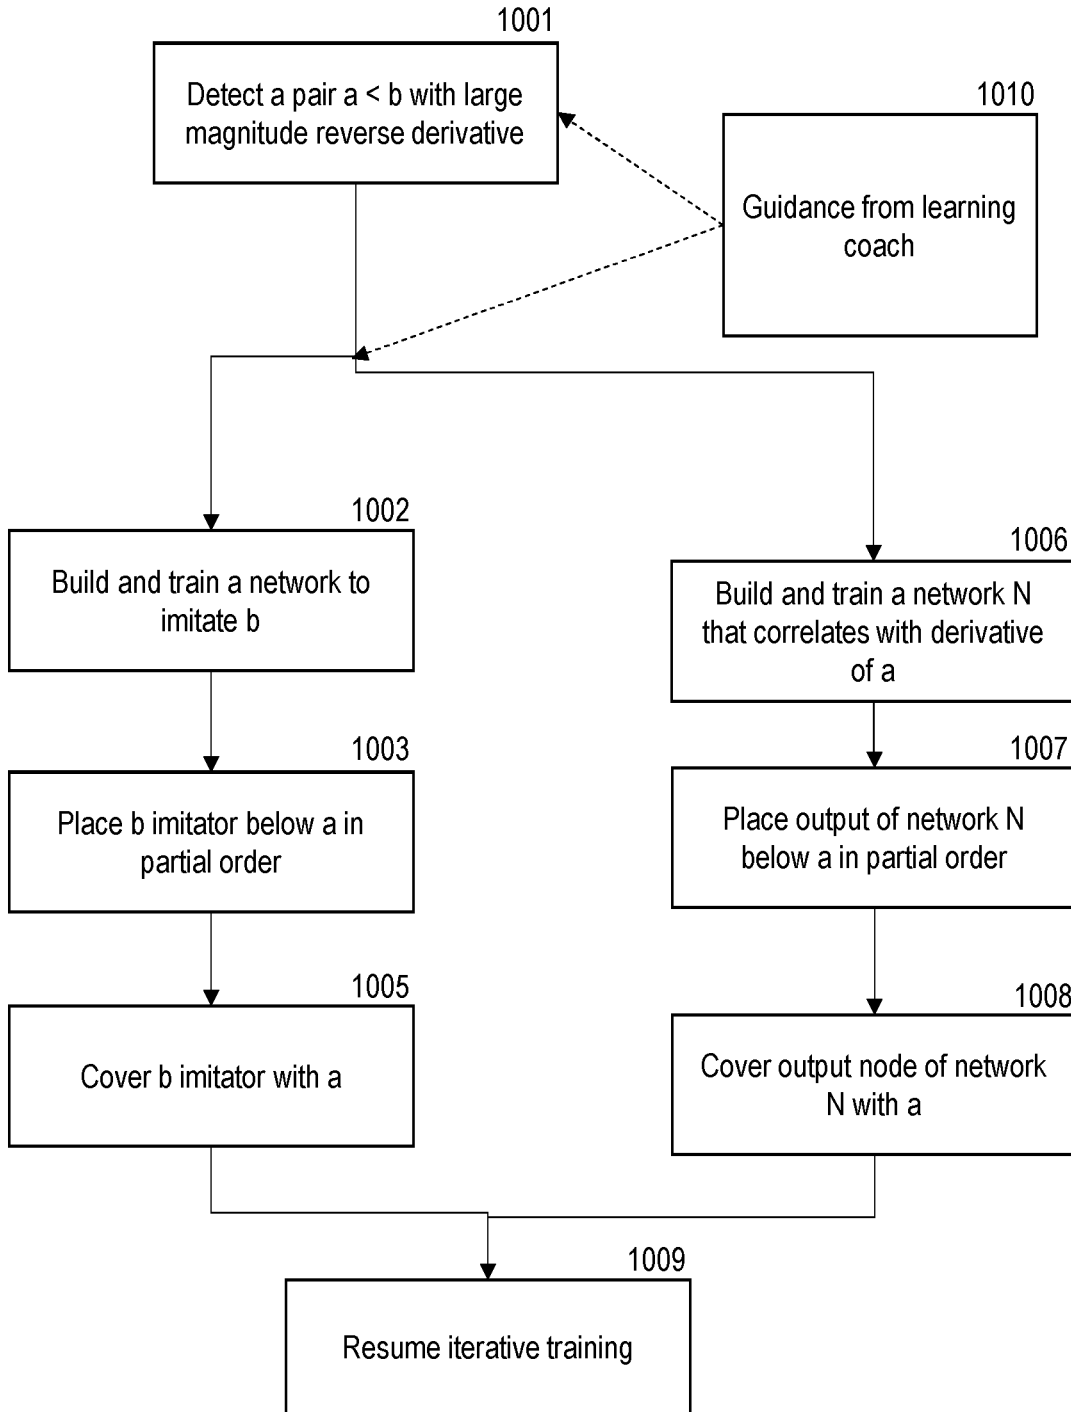 1001
Detect a pair a < b with large
magnitude reverse derivative
1010
Guidance from learning
coach
1002
Build and train a network to
imitate b
1006
Build and train a network N
that correlates with derivative
of a
1003
Place b imitator below a in
partial order
1007
Place output of network N
below a in partial order
1005
Cover b imitator with a
1008
Cover output node of network
N with a
1009
Resume iterative training